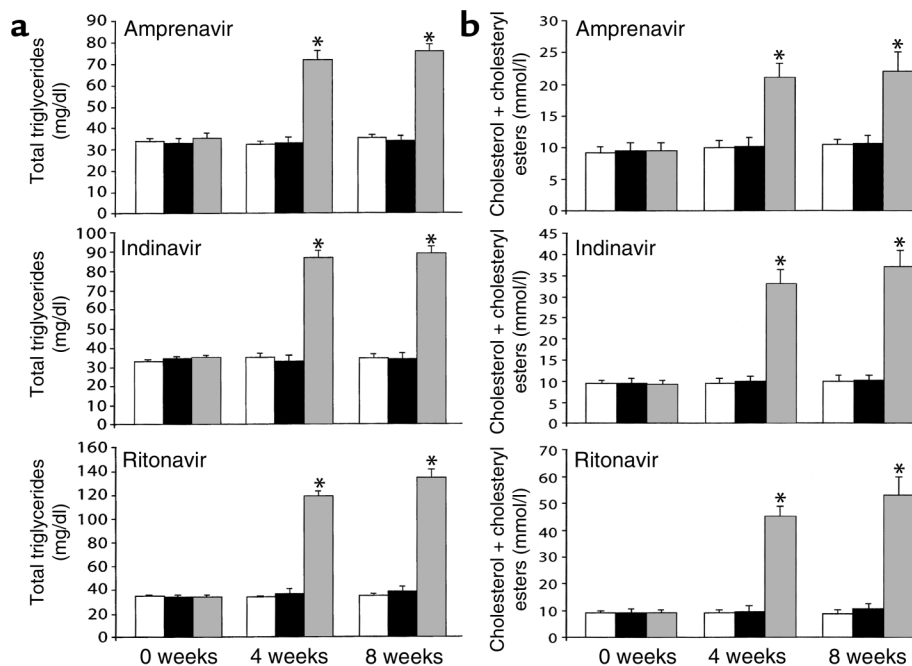 a
Amprenavir
Total triglycerides
(mg/dl)
90
80
70
60
50
40
30
20
10
0
*
*
Indinavir
Total triglycerides
(mg/dl)
100
90
80
70
60
50
40
30
20
10
0
*
*
Ritonavir
Total triglycerides
(mg/dl)
160
140
120
100
80
60
40
20
0
*
*
0 weeks
4 weeks
8 weeks
b
Amprenavir
Cholesterol + cholesteryl
esters (mmol/l)
30
25
20
15
10
5
0
*
*
Indinavir
Cholesterol + cholesteryl
esters (mmol/l)
45
40
35
30
25
20
15
10
5
0
*
*
Ritonavir
Cholesterol + cholesteryl
esters (mmol/l)
70
60
50
40
30
20
10
0
*
*
0 weeks
4 weeks
8 weeks